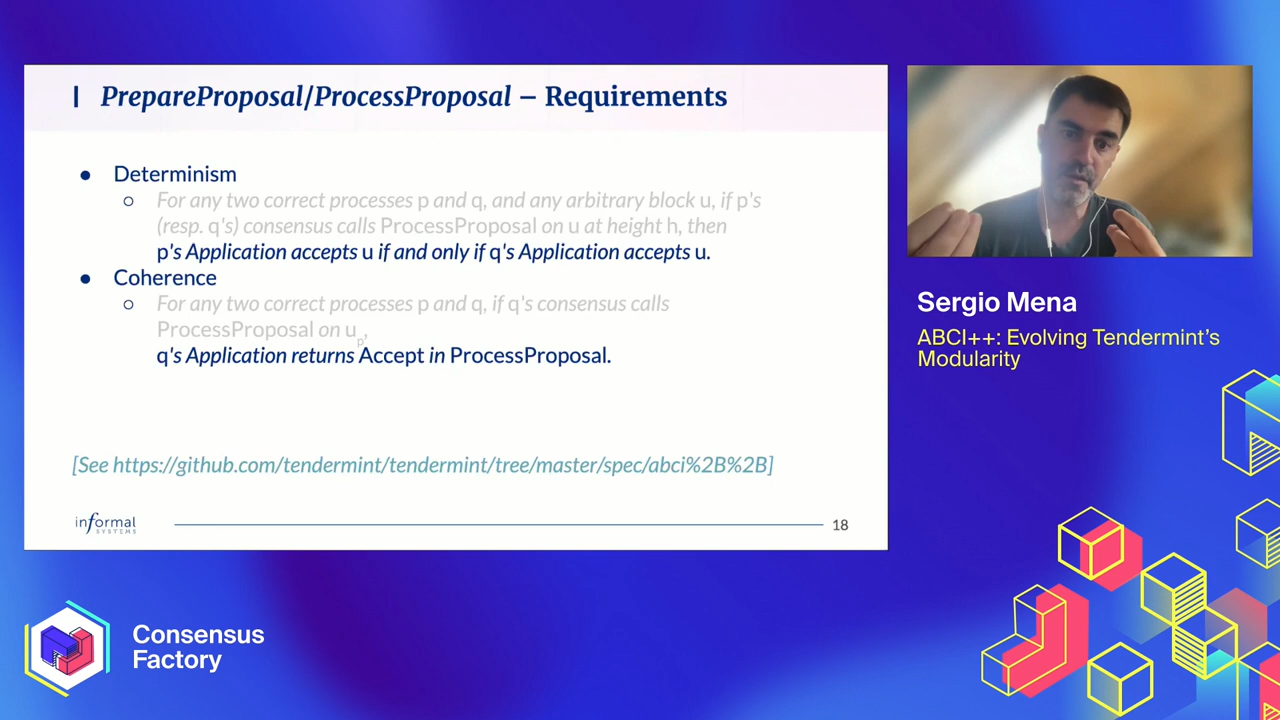 PrepareProposal/ProcessProposal – Requirements
● Determinism
○ For any two correct processes p and q, and any arbitrary block u, if p's
(resp. q's) consensus calls ProcessProposal on u at height h, then
p's Application accepts u if and only if q's Application accepts u.
● Coherence
○ For any two correct processes p and q, if q's consensus calls
ProcessProposal on up,
q's Application returns Accept in ProcessProposal.
[See https://github.com/tendermint/tendermint/tree/master/spec/abci%2B%2B]
informal
SYSTEMS
18
Sergio Mena
ABCI++: Evolving Tendermint's
Modularity
Consensus
Factory